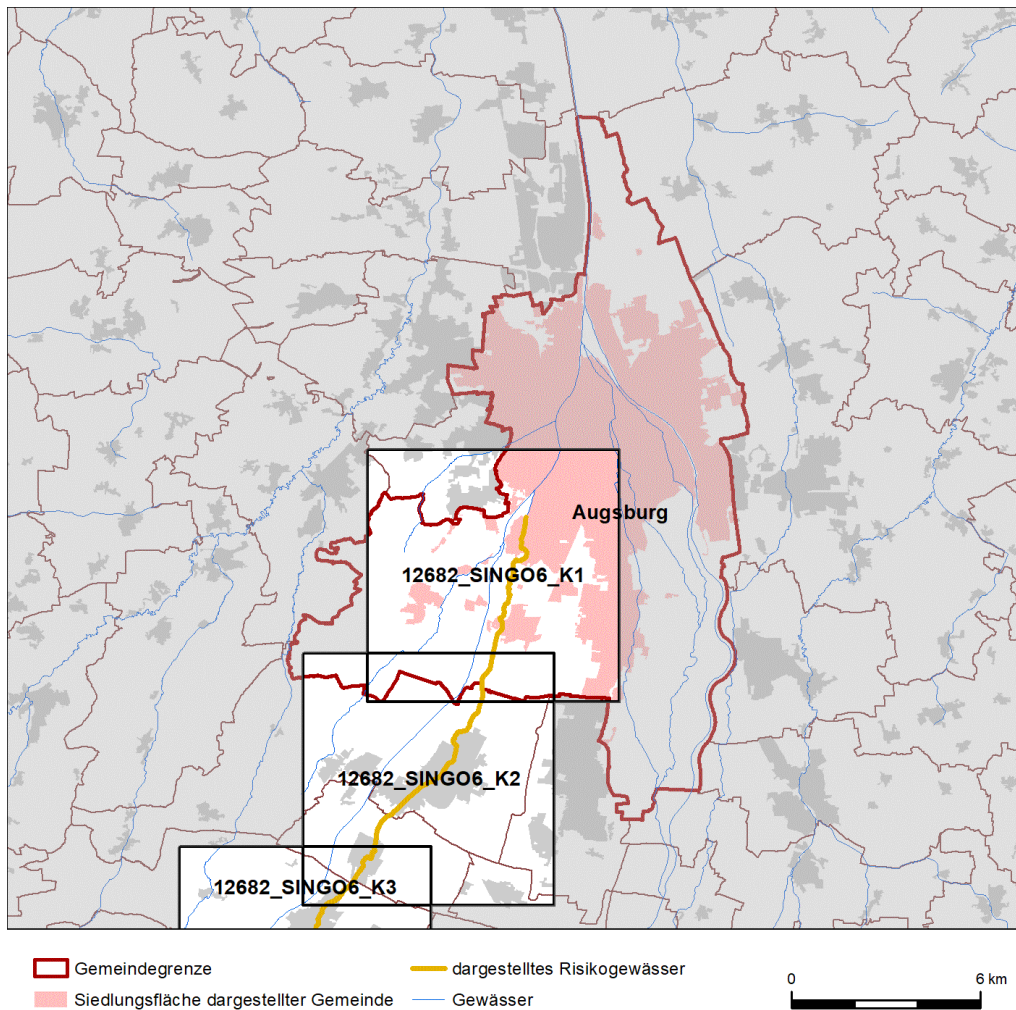 Augsburg
12682_SINGO6_K1
12682_SINGO6_K2
12682_SINGO6_K3
Gemeindegrenze
dargestelltes Risikogewässer
0 6 km
Siedlungsfläche dargestellter Gemeinde
Gewässer